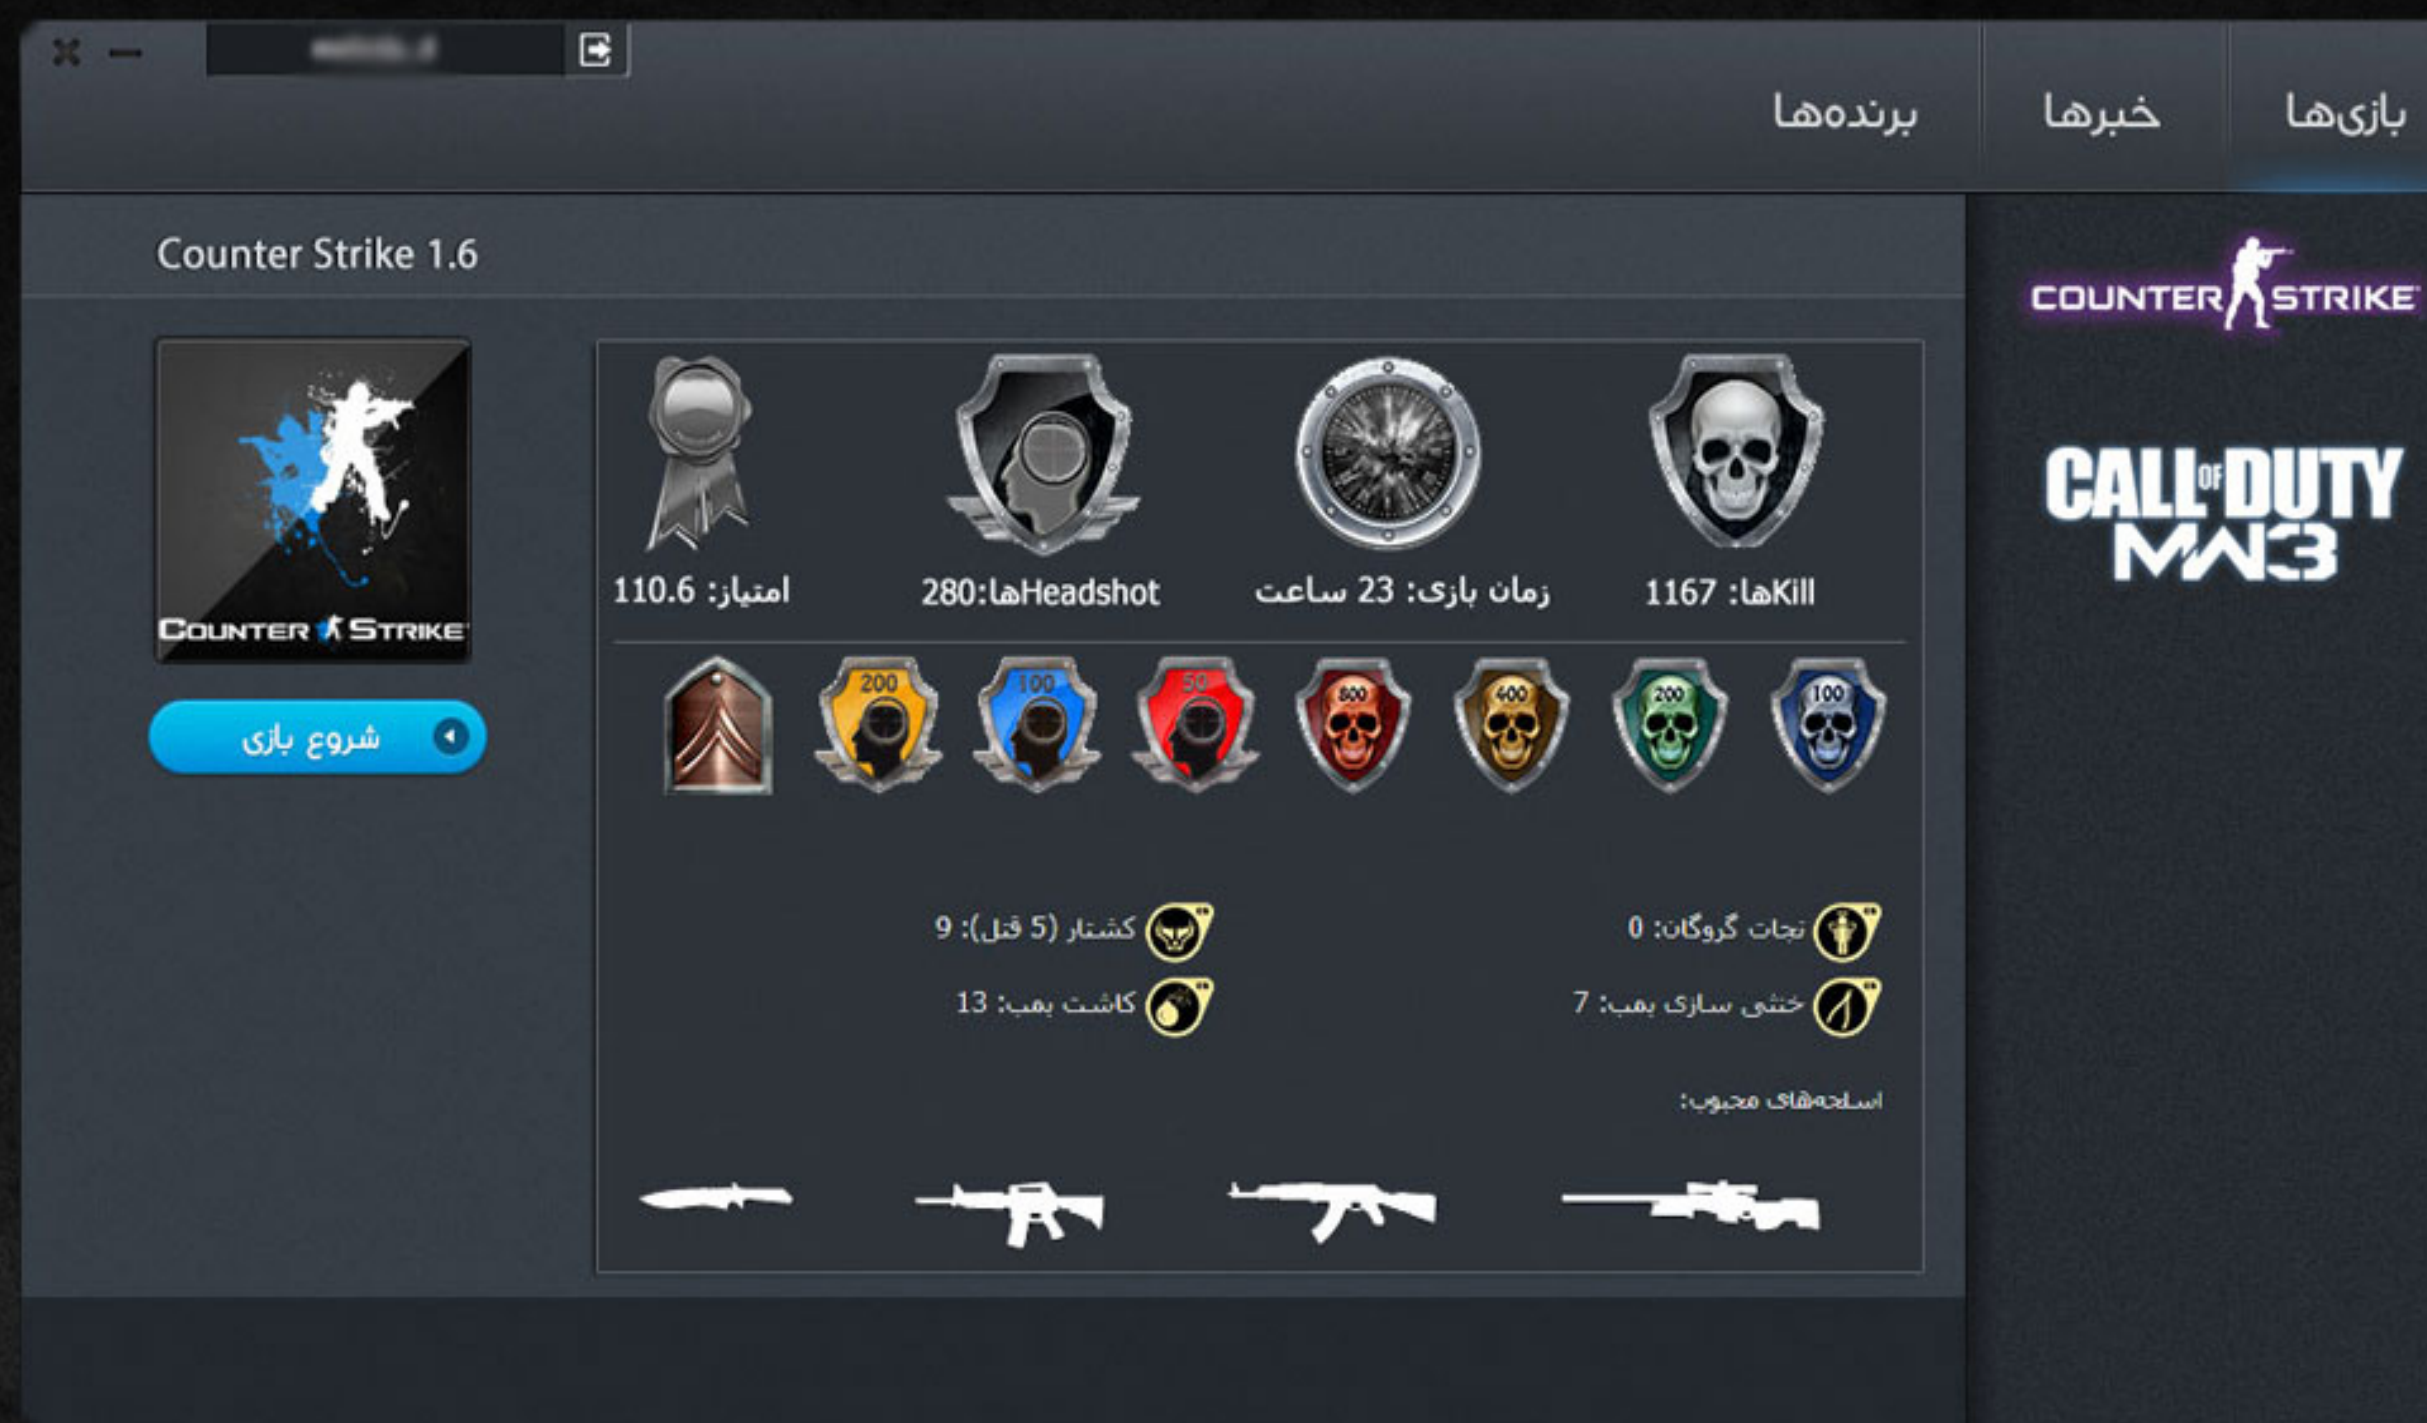 بازی‌ها
خبرها
برنده‌ها
Counter Strike 1.6
COUNTER STRIKE
CALL OF DUTY
MW3
COUNTER STRIKE
شروع بازی
Killها: 1167
زمان بازی: 23 ساعت
Headshotها:280
امتیاز: 110.6
100
200
400
800
50
100
200
نجات گروگان: 0
کشتار (5 قتل): 9
خنثی سازی بمب: 7
کاشت بمب: 13
اسلحه‌های محبوب: